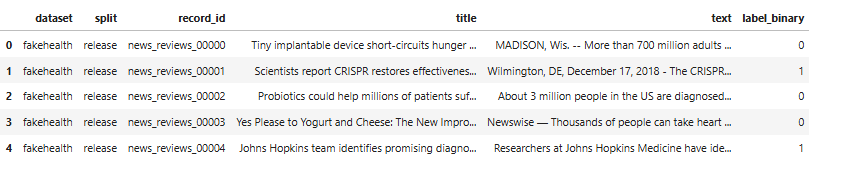 dataset split record_id title text label_binary
0 fakehealth release news_reviews_00000 Tiny implantable device short-circuits hunger ... MADISON, Wis. -- More than 700 million adults ... 0
1 fakehealth release news_reviews_00001 Scientists report CRISPR restores effectivenes... Wilmington, DE, December 17, 2018 - The CRISPR... 1
2 fakehealth release news_reviews_00002 Probiotics could help millions of patients suf... About 3 million people in the US are diagnosed... 0
3 fakehealth release news_reviews_00003 Yes Please to Yogurt and Cheese: The New Impro... Newswise — Thousands of people can take heart ... 0
4 fakehealth release news_reviews_00004 Johns Hopkins team identifies promising diagno... Researchers at Johns Hopkins Medicine have ide... 1